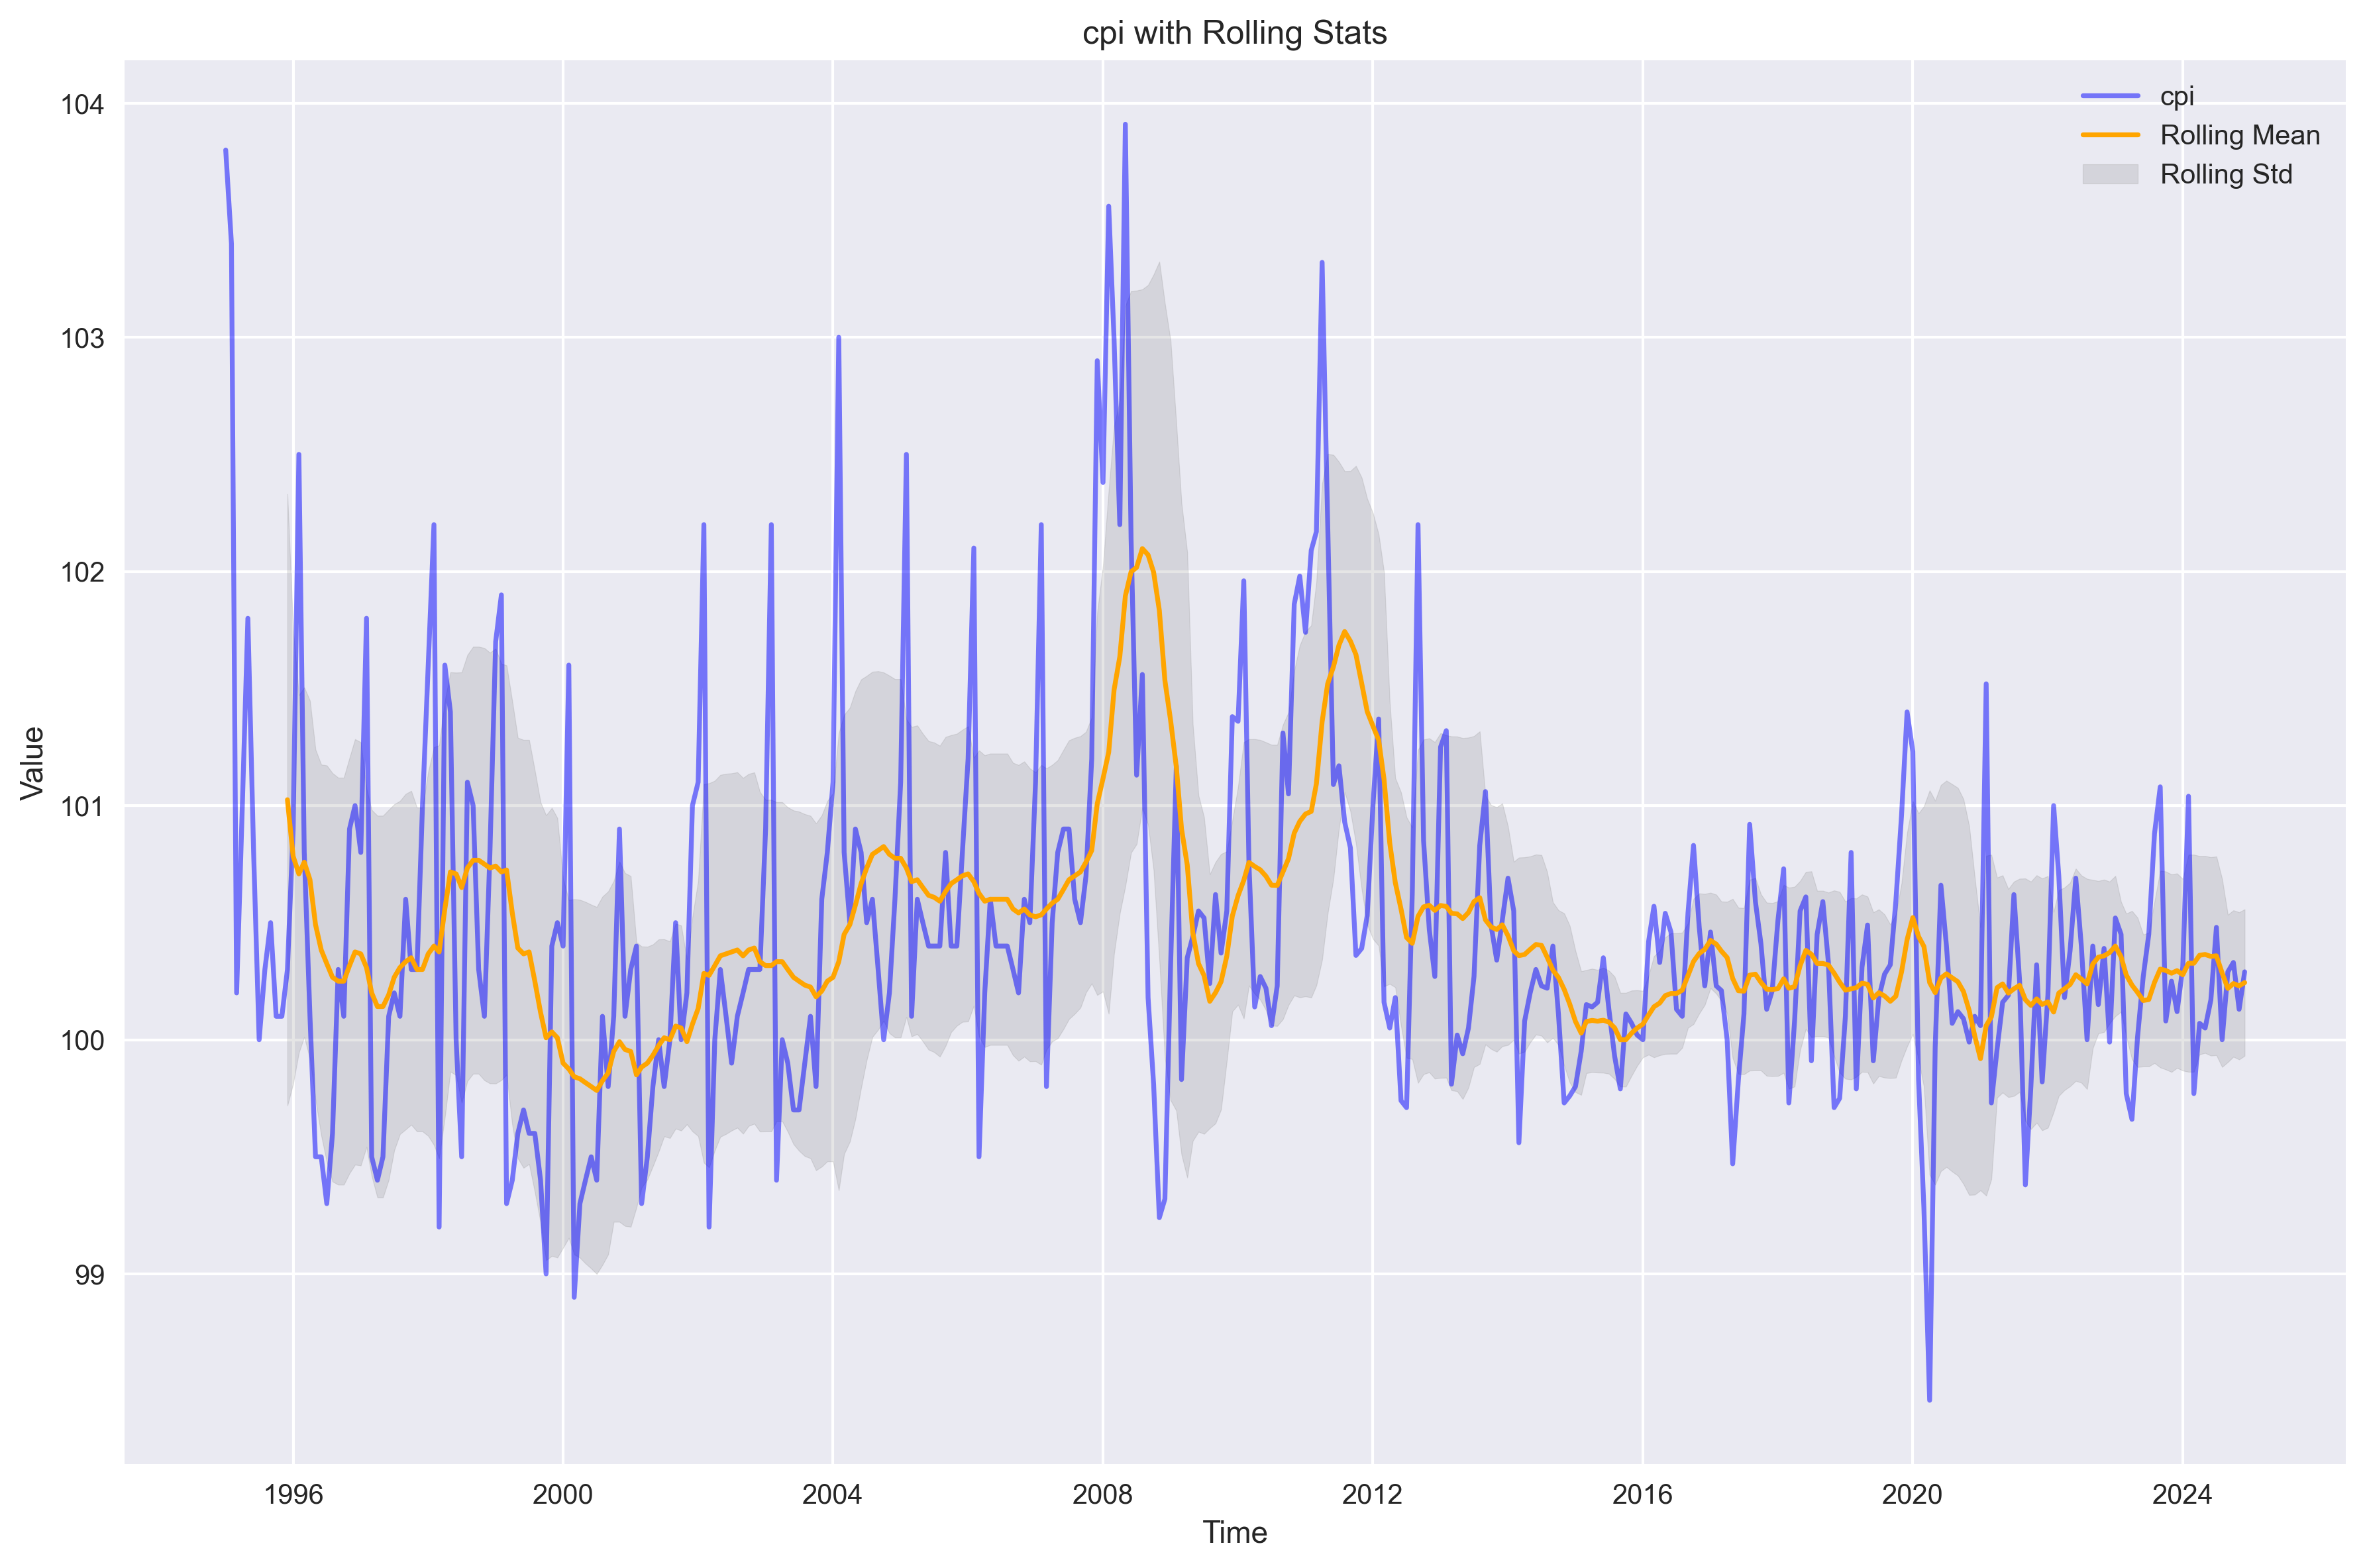 cpi with Rolling Stats
cpi
Rolling Mean
Rolling Std
Value
104
103
102
101
100
99
1996 2000 2004 2008 2012 2016 2020 2024
Time